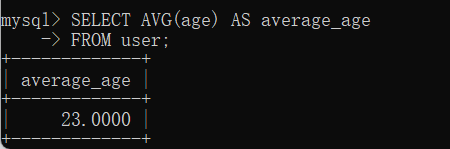 mysql> SELECT AVG(age) AS average_age
    -> FROM user;
+-------------+
| average_age |
+-------------+
|     23.0000 |
+-------------+